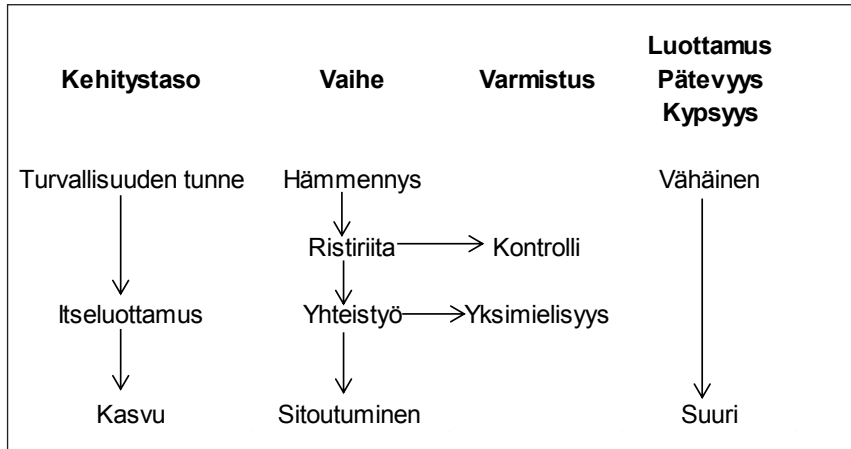 Kehitystaso Vaihe Varmistus Luottamus
Pätevyys
Kypsyys
Turvallisuuden tunne Hämmennys Vähäinen
Ristiriita Kontrolli
Itseluottamus Yhteistyö Yksimielisyys
Kasvu Sitoutuminen Suuri